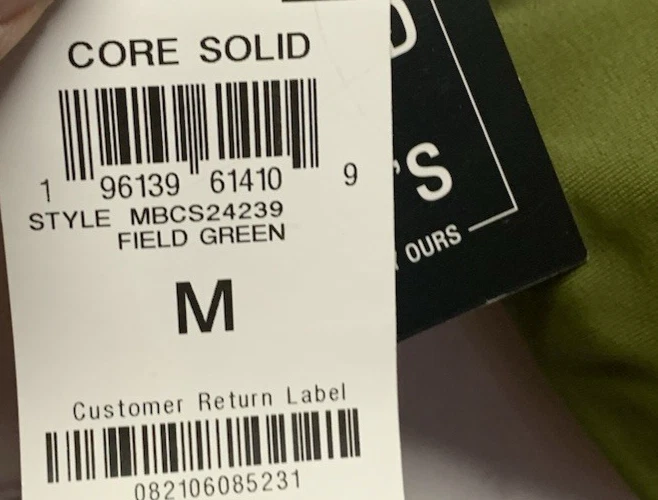 CORE SOLID
1 96139 61410 9
STYLE MBCS24239
FIELD GREEN
M
Customer Return Label
082106085231
D
'S
OURS